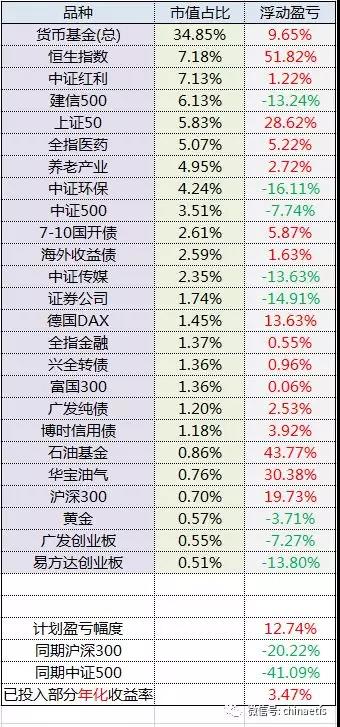 品种 市值占比 浮动盈亏
货币基金(总) 34.85% 9.65%
恒生指数 7.18% 51.82%
中证红利 7.13% 1.22%
建信500 6.13% -13.24%
上证50 5.83% 28.62%
全指医药 5.07% 5.22%
养老产业 4.95% 2.72%
中证环保 4.24% -16.11%
中证500 3.51% -7.74%
7-10国开债 2.61% 5.87%
海外收益债 2.59% 1.63%
中证传媒 2.35% -13.63%
证券公司 1.74% -14.91%
德国DAX 1.45% 13.63%
全指金融 1.37% 0.55%
兴全转债 1.36% 0.96%
富国300 1.36% 0.06%
广发纯债 1.20% 2.53%
博时信用债 1.18% 3.92%
石油基金 0.86% 43.77%
华宝油气 0.76% 30.38%
沪深300 0.70% 19.73%
黄金 0.57% -3.71%
广发创业板 0.55% -7.27%
易方达创业板 0.51% -13.80%
计划盈亏幅度 12.74%
同期沪深300 -20.22%
同期中证500 -41.09%
已投入部分年化收益率 3.47%
微信号: chinaetfs